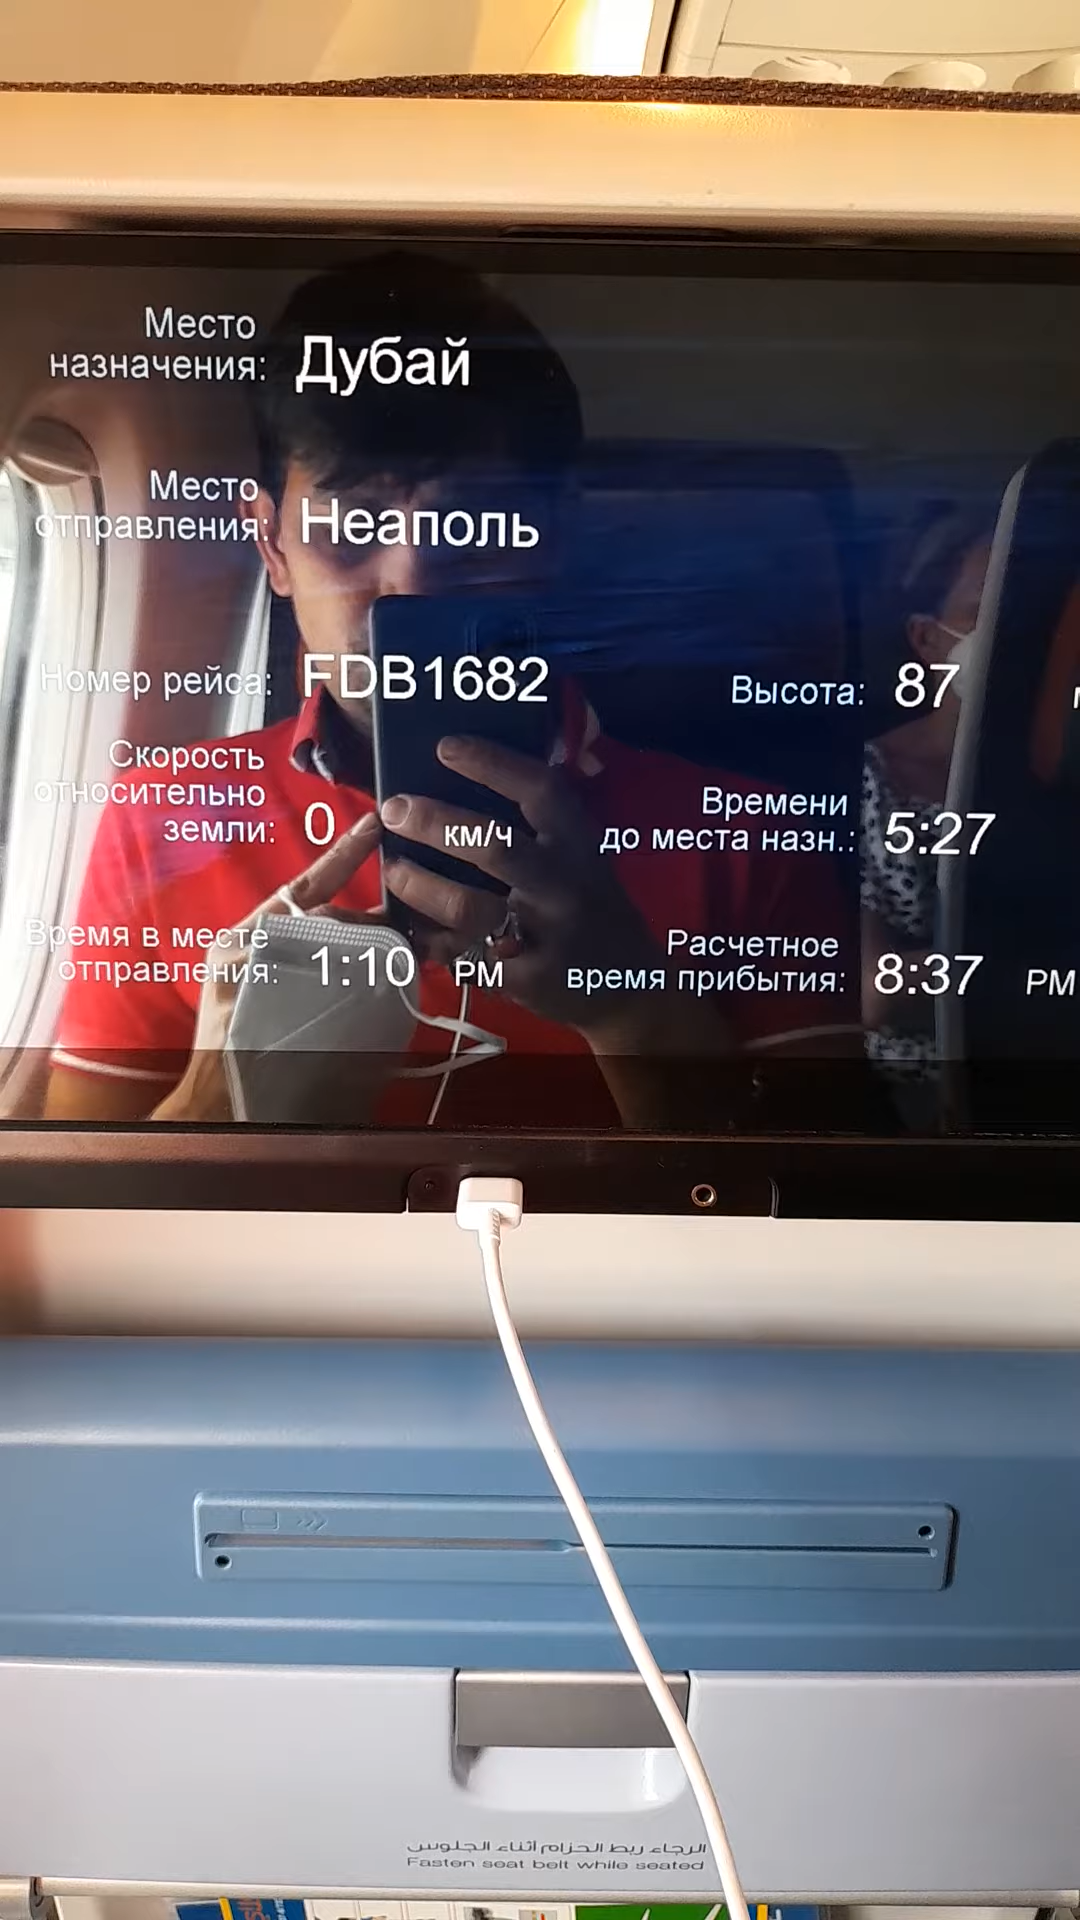 Место
назначения: Дубай
Место
отправления: Неаполь
Номер рейса: FDB1682
Высота: 87
Скорость
относительно
земли: 0 км/ч
Времени
до места назн.: 5:27
Время в месте
отправления: 1:10 PM
Расчетное
время прибытия: 8:37 PM
الرجاء ربط الحزام أثناء الجلوس
Fasten seat belt while seated